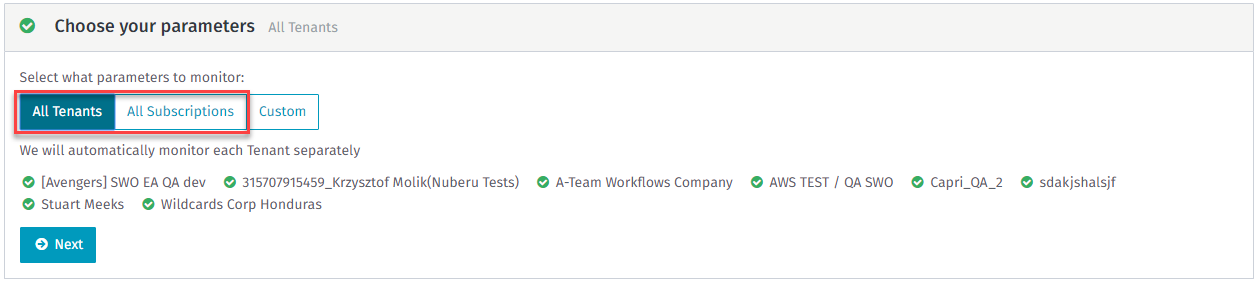 Choose your parameters All Tenants
Select what parameters to monitor:
All Tenants All Subscriptions Custom
We will automatically monitor each Tenant separately
[Avengers] SWO EA QA dev 315707915459_Krzysztof Molik(Nuberu Tests) A-Team Workflows Company AWS TEST / QA SWO Capri_QA_2 sdakjshalsjf
Stuart Meeks Wildcards Corp Honduras
Next